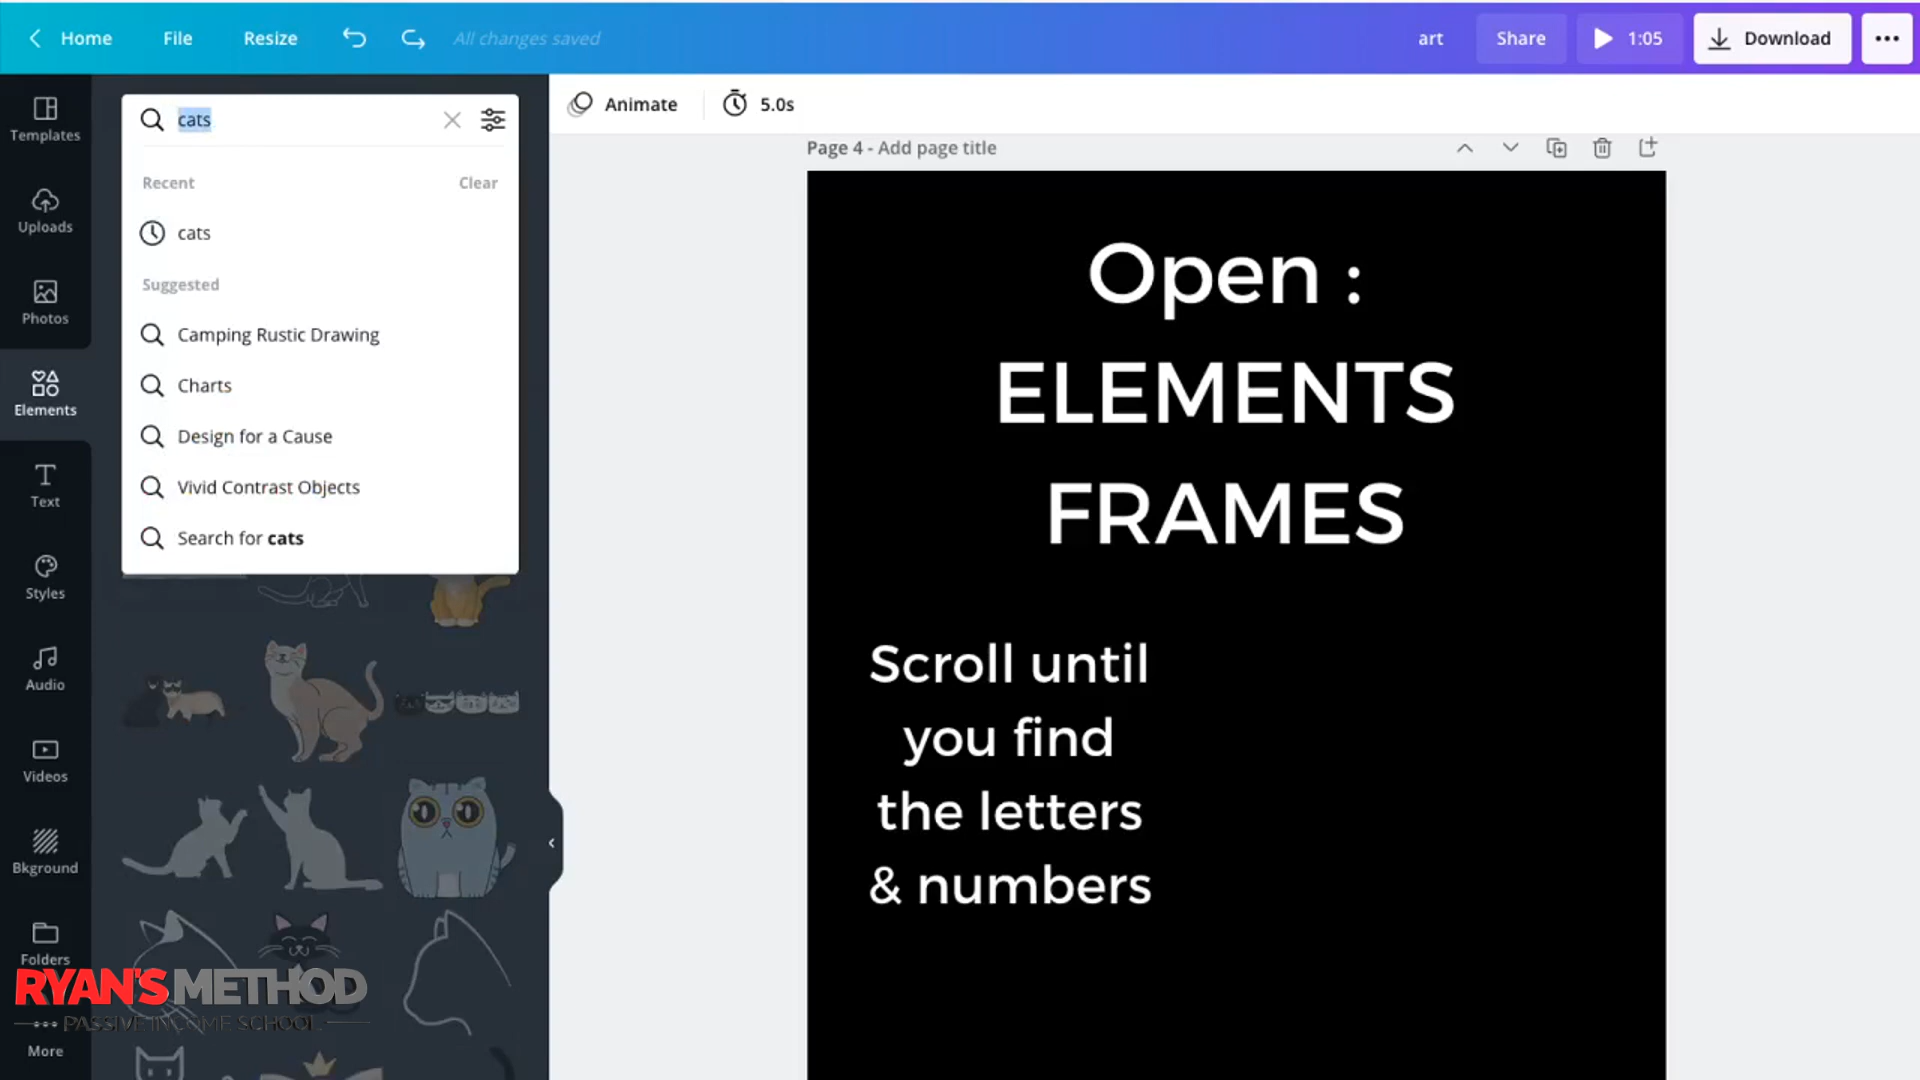 Home
File
Resize
All changes saved
art
Share
1:05
Download
Templates
Uploads
Photos
Elements
Text
Styles
Audio
Videos
Bkground
Folders
More
cats
Recent
Clear
cats
Suggested
Camping Rustic Drawing
Charts
Design for a Cause
Vivid Contrast Objects
Search for cats
Animate
5.0s
Page 4 - Add page title
Open :
ELEMENTS
FRAMES
Scroll until
you find
the letters
& numbers
RYAN'S METHOD
PASSIVE INCOME SCHOOL